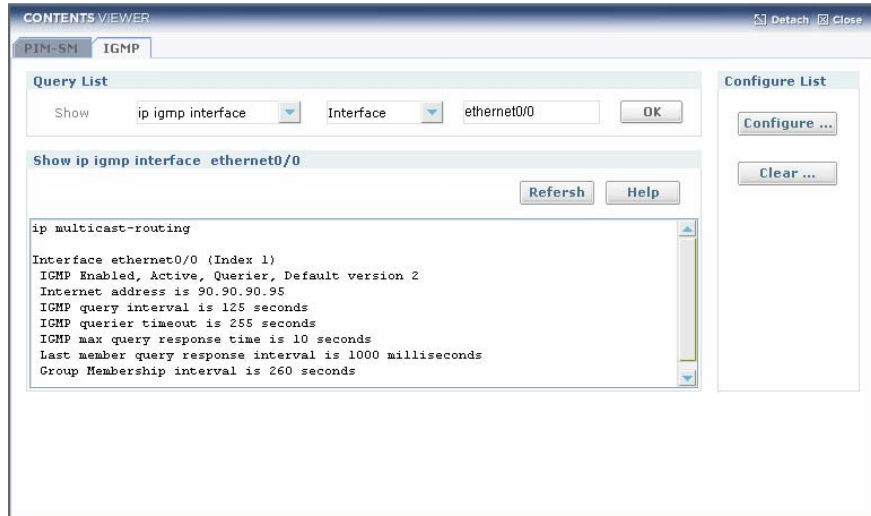 CONTENTS VIEWER
Detach Close
PIM-SM IGMP
Query List
Show ip igmp interface Interface ethernet0/0 OK
Show ip igmp interface ethernet0/0
Refersh Help
ip multicast-routing
Interface ethernet0/0 (Index 1)
IGMP Enabled, Active, Querier, Default version 2
Internet address is 90.90.90.95
IGMP query interval is 125 seconds
IGMP querier timeout is 255 seconds
IGMP max query response time is 10 seconds
Last member query response interval is 1000 milliseconds
Group Membership interval is 260 seconds
Configure List
Configure ...
Clear ...